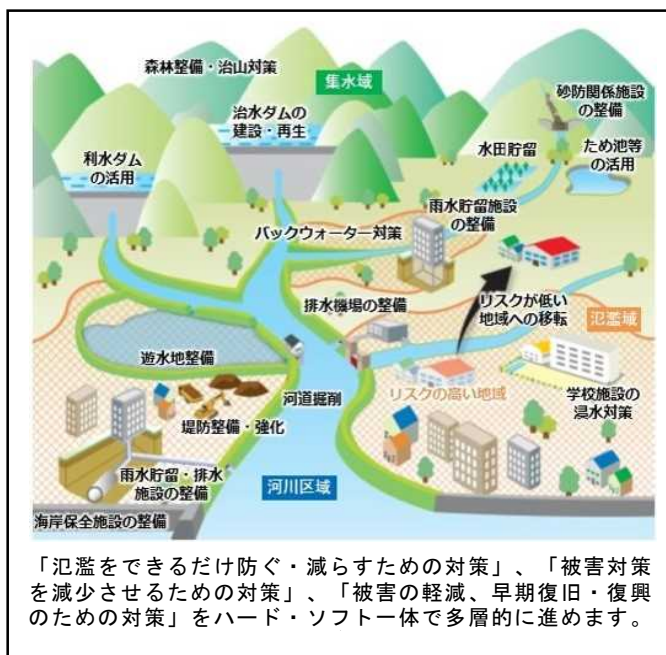 森林整備・治山対策
集水域
砂防関係施設
の整備
治水ダムの
建設・再生
水田貯留
ため池等
の活用
利水ダム
の活用
雨水貯留施設
の整備
バックウォーター対策
排水機場の整備
リスクが低い
地域への移転
氾濫域
遊水地整備
河道掘削
リスクの高い地域
学校施設の
浸水対策
堤防整備・強化
雨水貯留・排水
施設の整備
河川区域
海岸保全施設の整備
「氾濫をできるだけ防ぐ・減らすための対策」、「被害対策
を減少させるための対策」、「被害の軽減、早期復旧・復興
のための対策」をハード・ソフト一体で多層的に進めます。